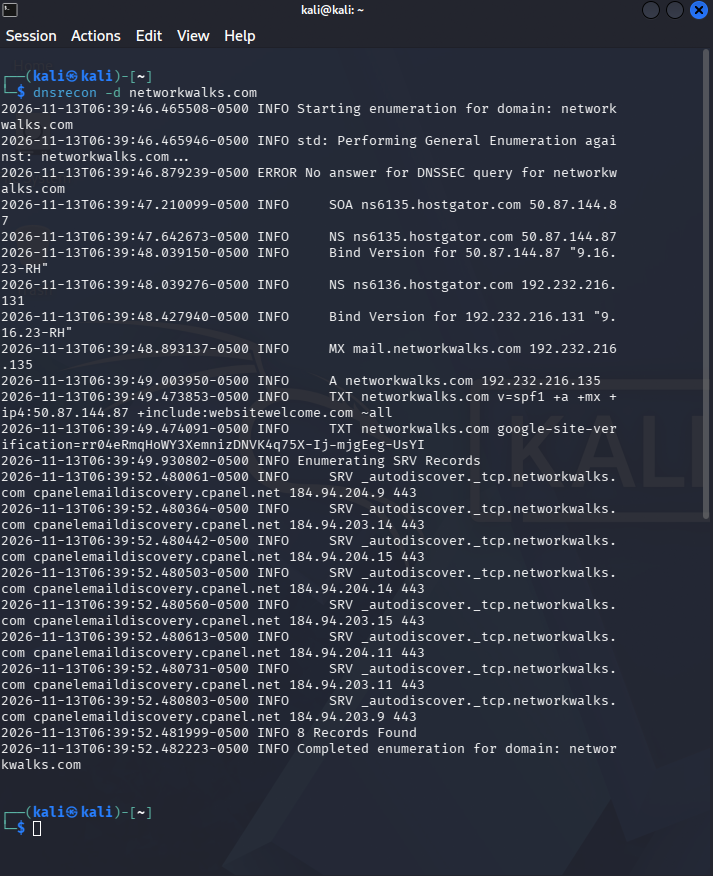 kali@kali: ~
Session Actions Edit View Help
┌──(kali㉿kali)-[~]
└─$ dnsrecon -d networkwalks.com
2026-11-13T06:39:46.465508-0500 INFO Starting enumeration for domain: network
walks.com
2026-11-13T06:39:46.465946-0500 INFO std: Performing General Enumeration agai
nst: networkwalks.com...
2026-11-13T06:39:46.879239-0500 ERROR No answer for DNSSEC query for networkw
alks.com
2026-11-13T06:39:47.210099-0500 INFO     SOA ns6135.hostgator.com 50.87.144.8
7
2026-11-13T06:39:47.642673-0500 INFO     NS ns6135.hostgator.com 50.87.144.87
2026-11-13T06:39:48.039150-0500 INFO     Bind Version for 50.87.144.87 "9.16.
23-RH"
2026-11-13T06:39:48.039276-0500 INFO     NS ns6136.hostgator.com 192.232.216.
131
2026-11-13T06:39:48.427940-0500 INFO     Bind Version for 192.232.216.131 "9.
16.23-RH"
2026-11-13T06:39:48.893137-0500 INFO     MX mail.networkwalks.com 192.232.216
.135
2026-11-13T06:39:49.003950-0500 INFO     A networkwalks.com 192.232.216.135
2026-11-13T06:39:49.473853-0500 INFO     TXT networkwalks.com v=spf1 +a +mx +
ip4:50.87.144.87 +include:websitewelcome.com ~all
2026-11-13T06:39:49.474091-0500 INFO     TXT networkwalks.com google-site-ver
ification=rr04eRmqHoWY3XemnizDNVK4q75X-Ij-mjgEeg-UsYI
2026-11-13T06:39:49.930802-0500 INFO Enumerating SRV Records
2026-11-13T06:39:52.480061-0500 INFO     SRV _autodiscover._tcp.networkwalks.
com cpanelemaildiscovery.cpanel.net 184.94.204.9 443
2026-11-13T06:39:52.480364-0500 INFO     SRV _autodiscover._tcp.networkwalks.
com cpanelemaildiscovery.cpanel.net 184.94.203.14 443
2026-11-13T06:39:52.480442-0500 INFO     SRV _autodiscover._tcp.networkwalks.
com cpanelemaildiscovery.cpanel.net 184.94.204.15 443
2026-11-13T06:39:52.480503-0500 INFO     SRV _autodiscover._tcp.networkwalks.
com cpanelemaildiscovery.cpanel.net 184.94.204.14 443
2026-11-13T06:39:52.480560-0500 INFO     SRV _autodiscover._tcp.networkwalks.
com cpanelemaildiscovery.cpanel.net 184.94.203.15 443
2026-11-13T06:39:52.480613-0500 INFO     SRV _autodiscover._tcp.networkwalks.
com cpanelemaildiscovery.cpanel.net 184.94.204.11 443
2026-11-13T06:39:52.480731-0500 INFO     SRV _autodiscover._tcp.networkwalks.
com cpanelemaildiscovery.cpanel.net 184.94.203.11 443
2026-11-13T06:39:52.480803-0500 INFO     SRV _autodiscover._tcp.networkwalks.
com cpanelemaildiscovery.cpanel.net 184.94.203.9 443
2026-11-13T06:39:52.481999-0500 INFO 8 Records Found
2026-11-13T06:39:52.482223-0500 INFO Completed enumeration for domain: networ
kwalks.com
┌──(kali㉿kali)-[~]
└─$
KALI